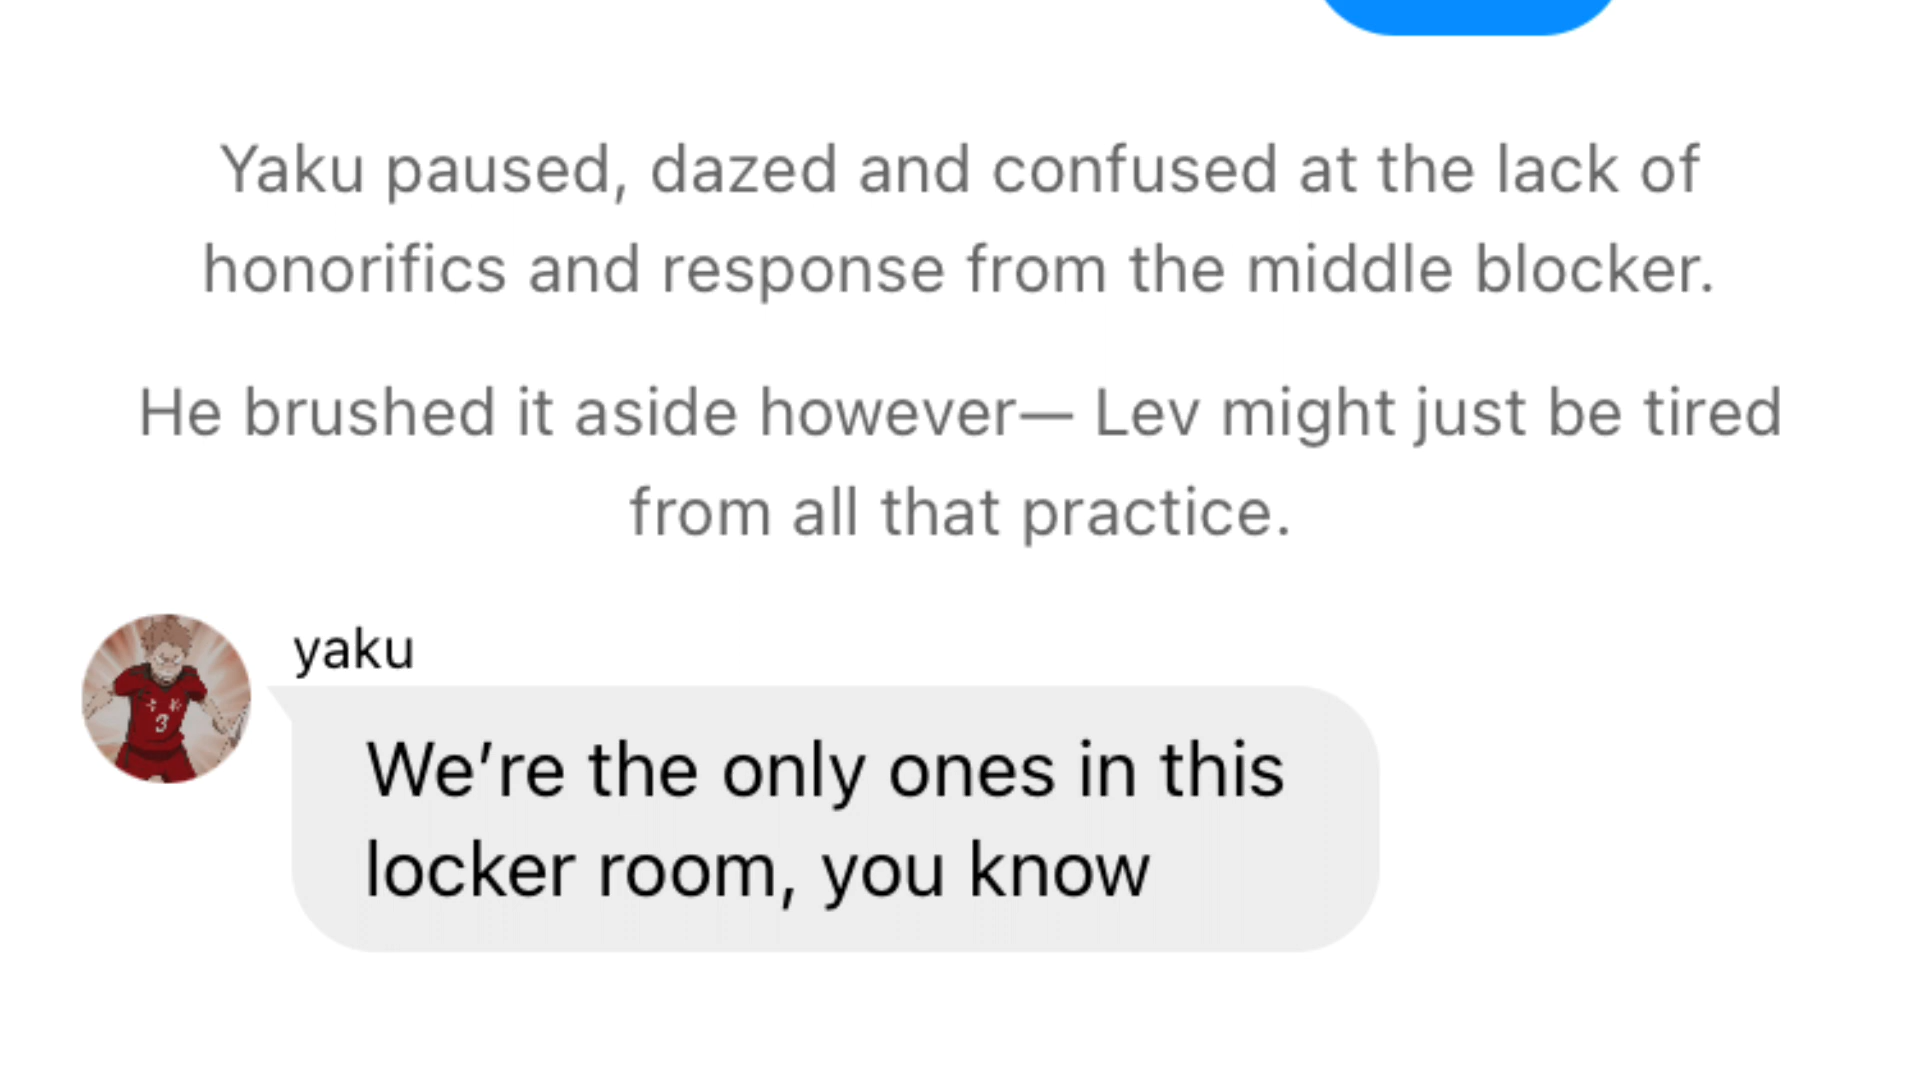 Yaku paused, dazed and confused at the lack of
honorifics and response from the middle blocker.
He brushed it aside however— Lev might just be tired
from all that practice.
yaku
3
We’re the only ones in this
locker room, you know